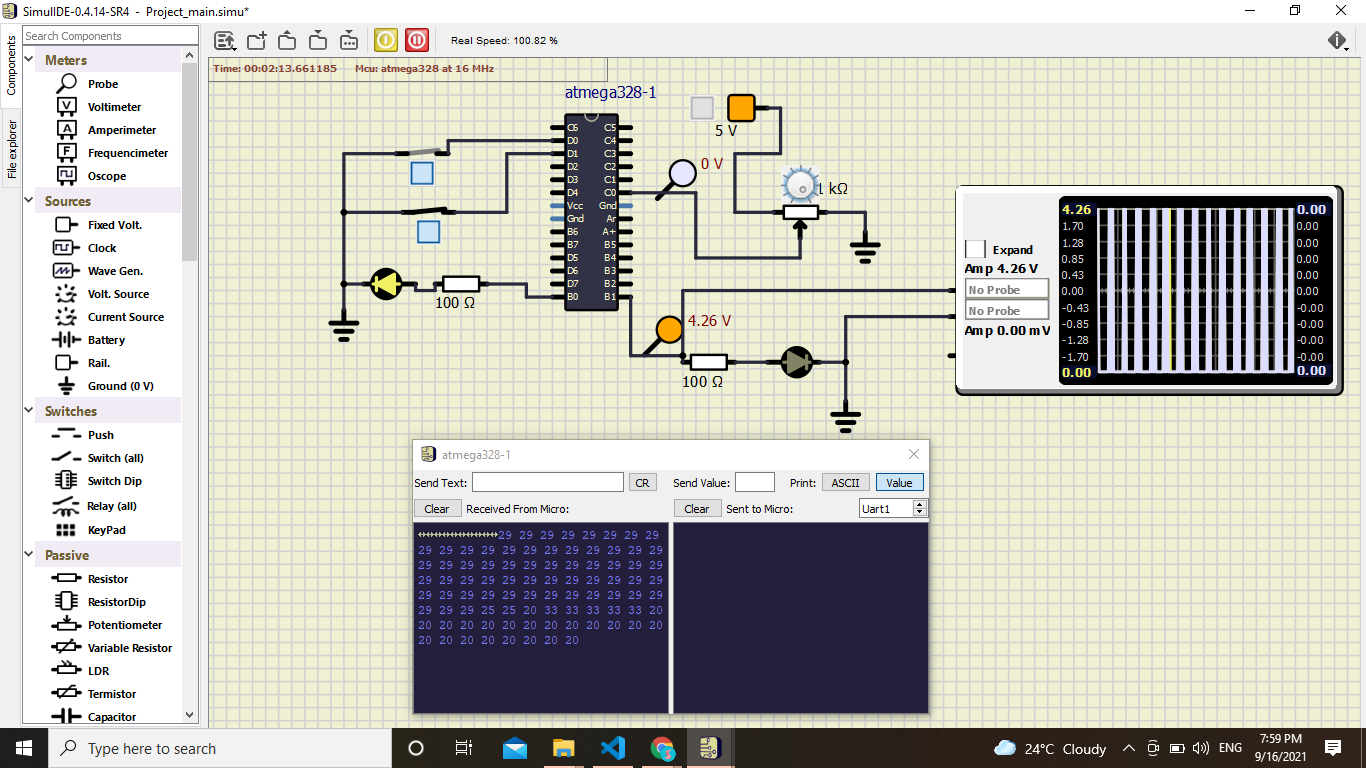 SimulIDE-0.4.14-SR4 - Project_main.simu*
Components
File explorer
Search Components
Meters
Probe
Voltimeter
Amperimeter
Frequencimeter
Oscope
Sources
Fixed Volt.
Clock
Wave Gen.
Volt. Source
Current Source
Battery
Rail.
Ground (0 V)
Switches
Push
Switch (all)
Switch Dip
Relay (all)
KeyPad
Passive
Resistor
ResistorDip
Potentiometer
Variable Resistor
LDR
Termistor
Capacitor
Real Speed: 100.82 %
Time: 00:02:13.661185 Mcu: atmega328 at 16 MHz
atmega328-1
C6 C5
D0 C4
D1 C3
D2 C2
D3 C1
D4 C0
Vcc Gnd
Gnd Ar
B6 A+
B7 B5
D5 B4
D6 B3
D7 B2
B0 B1
5 V
0 V
1 kΩ
100 Ω
4.26 V
100 Ω
Expand
Amp 4.26 V
No Probe
No Probe
Amp 0.00 mV
4.26 0.00
1.70 0.00
1.28 0.00
0.85 0.00
0.43 0.00
0.00 0.00
-0.43 -0.00
-0.85 -0.00
-1.28 -0.00
-1.70 -0.00
0.00 0.00
atmega328-1
Send Text: CR Send Value: Print: ASCII Value
Clear Received From Micro: Clear Sent to Micro: Uart1
29 29 29 29 29 29 29 29
29 29 29 29 29 29 29 29 29 29 29 29
29 29 29 29 29 29 29 29 29 29 29 29
29 29 29 29 29 29 29 29 29 29 29 29
29 29 29 29 29 29 29 29 29 29 29 29
29 29 29 25 25 20 33 33 33 33 33 20
20 20 20 20 20 20 20 20 20 20 20 20
20 20 20 20 20 20 20 20
Type here to search
24°C Cloudy
ENG
7:59 PM
9/16/2021